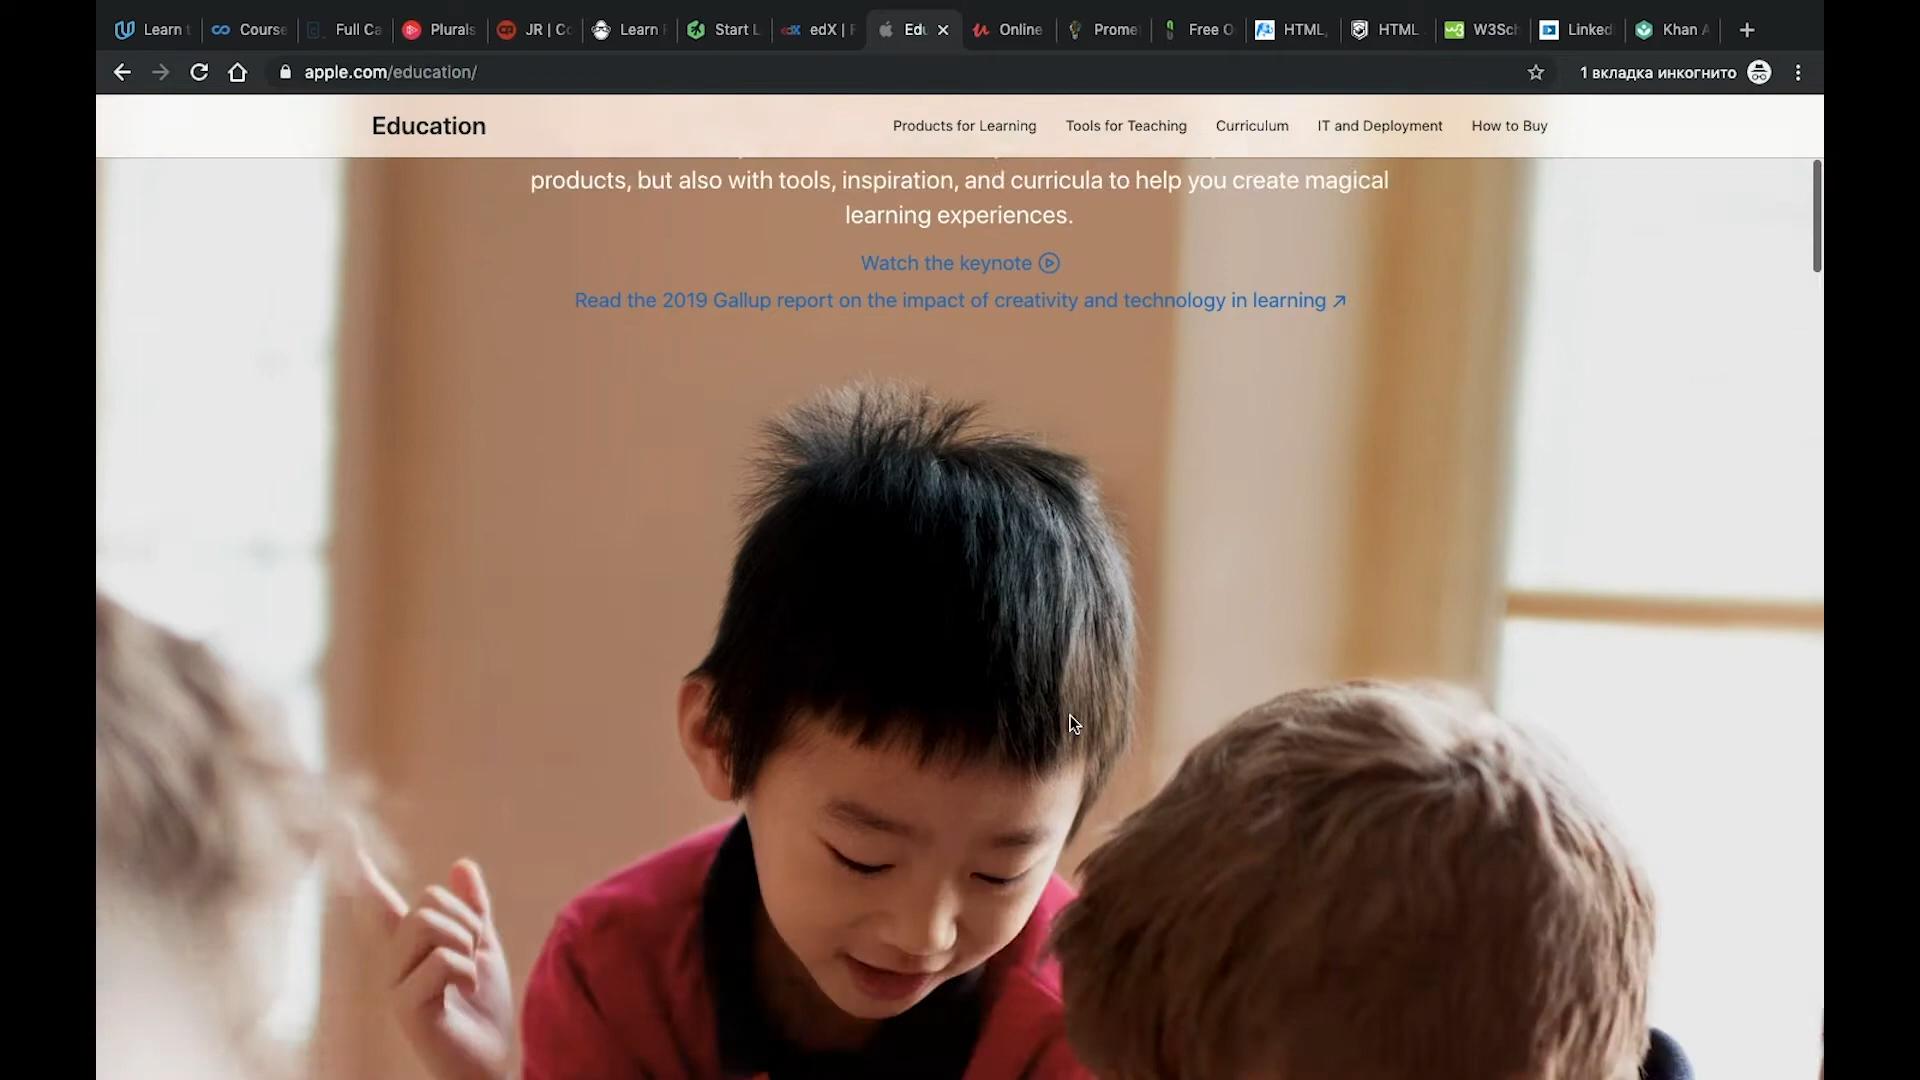 Learn
Course
Full Ca
Plurals
JR | Co
Learn
Start L
edX | F
Edu
Online
Prome
Free O
HTML,
HTML
W3Sch
Linked
Khan A
apple.com/education/
1 вкладка инкогнито
Education
Products for Learning
Tools for Teaching
Curriculum
IT and Deployment
How to Buy
products, but also with tools, inspiration, and curricula to help you create magical
learning experiences.
Watch the keynote
Read the 2019 Gallup report on the impact of creativity and technology in learning ↗